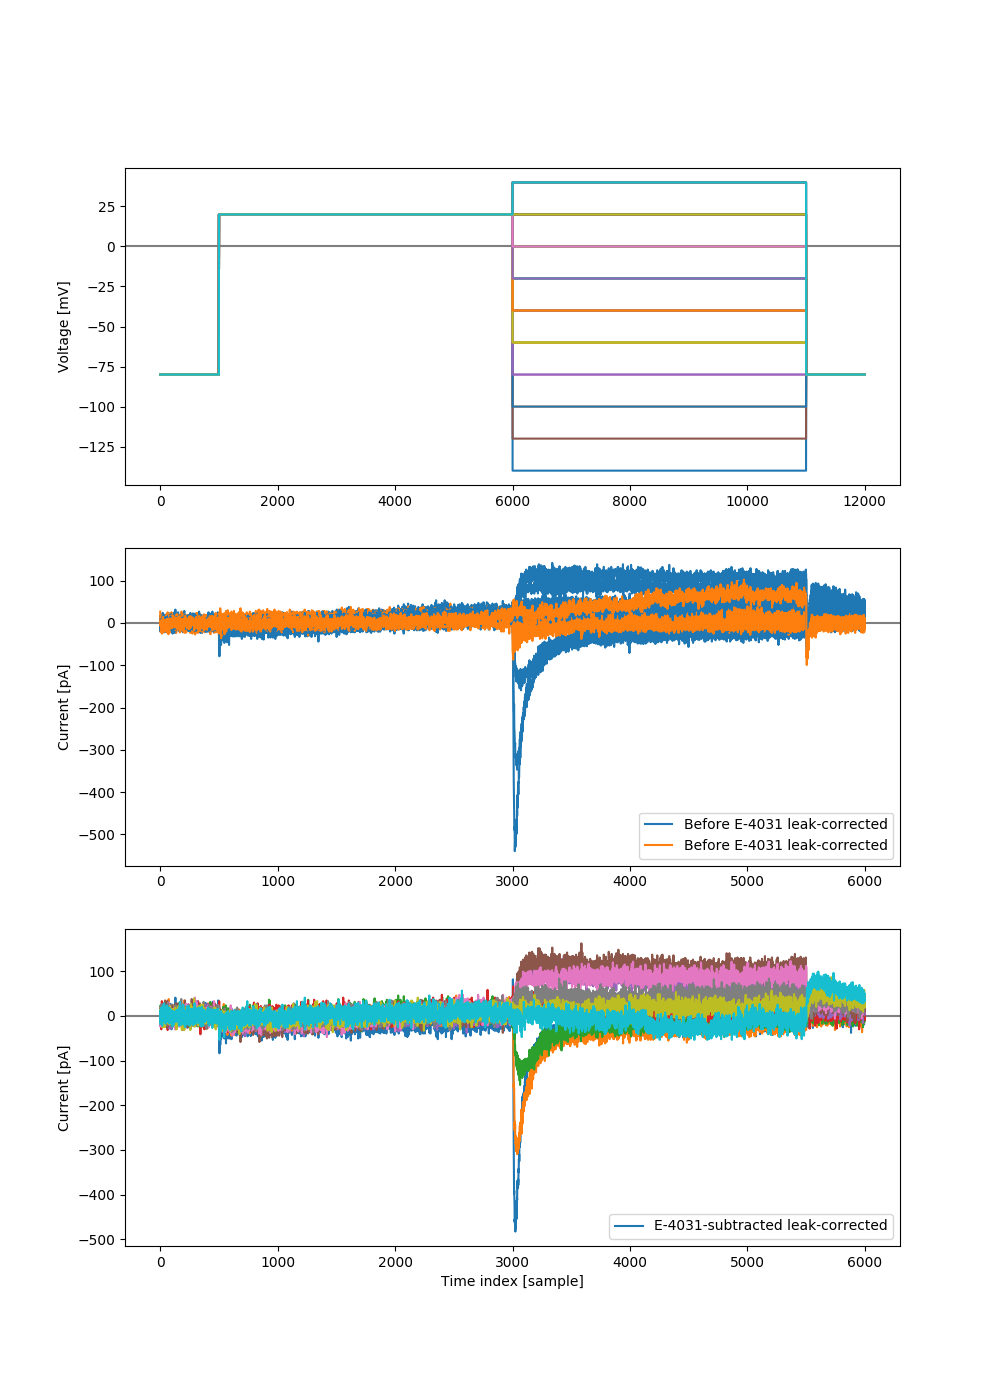 25
0
−25
−50
−75
−100
−125
Voltage [mV]
0 2000 4000 6000 8000 10000 12000
100
0
−100
−200
−300
−400
−500
Current [pA]
Before E-4031 leak-corrected
Before E-4031 leak-corrected
0 1000 2000 3000 4000 5000 6000
100
0
−100
−200
−300
−400
−500
Current [pA]
E-4031-subtracted leak-corrected
0 1000 2000 3000 4000 5000 6000
Time index [sample]